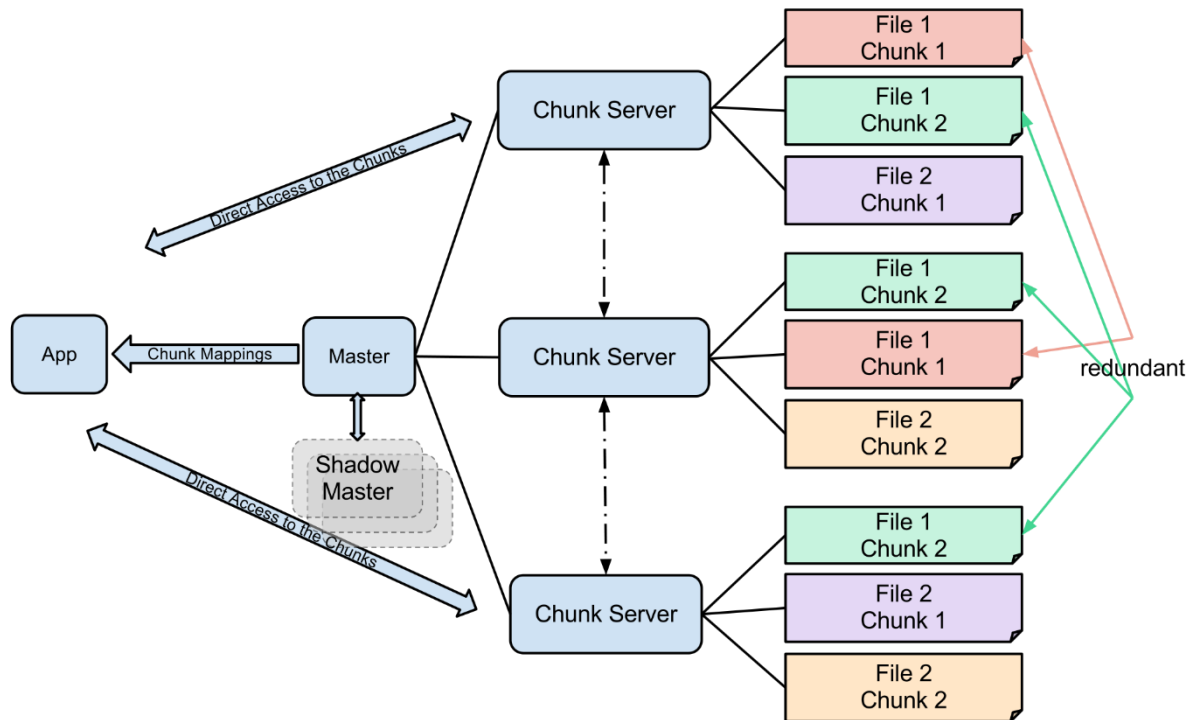 File 1
Chunk 1
Chunk Server
File 1
Chunk 2
Direct Access to the Chunks
File 2
Chunk 1
File 1
Chunk 2
App
Chunk Mappings
Master
Chunk Server
File 1
Chunk 1
redundant
File 2
Chunk 2
Shadow
Master
Direct Access to the Chunks
File 1
Chunk 2
Chunk Server
File 2
Chunk 1
File 2
Chunk 2